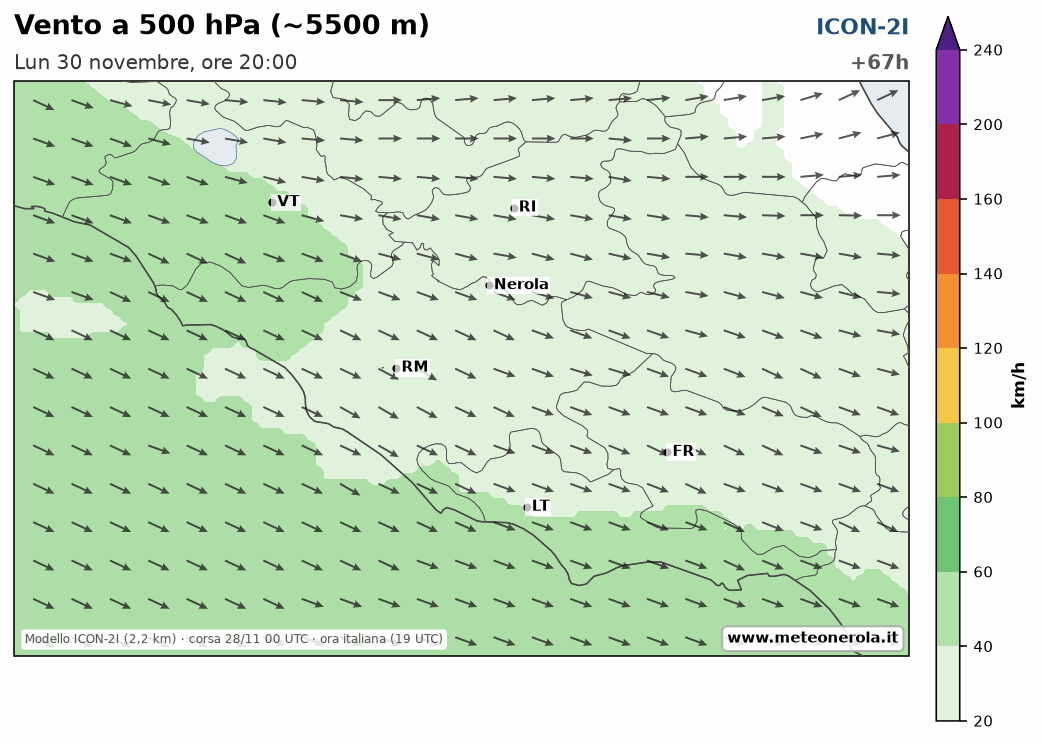 Vento a 500 hPa (~5500 m)
ICON-2I
Lun 30 novembre, ore 20:00
+67h
VT
RI
Nerola
RM
FR
LT
Modello ICON-2I (2,2 km) · corsa 28/11 00 UTC · ora italiana (19 UTC)
www.meteonerola.it
240
200
160
140
120
100
80
60
40
20
km/h